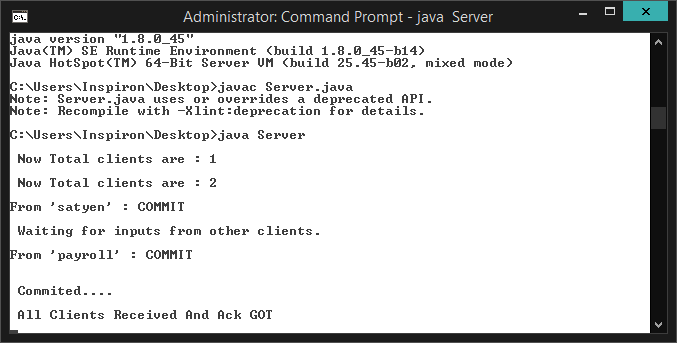 Administrator: Command Prompt - java  Server
java version "1.8.0_45"
Java(TM) SE Runtime Environment (build 1.8.0_45-b14)
Java HotSpot(TM) 64-Bit Server VM (build 25.45-b02, mixed mode)
C:\Users\Inspiron\Desktop>javac Server.java
Note: Server.java uses or overrides a deprecated API.
Note: Recompile with -Xlint:deprecation for details.
C:\Users\Inspiron\Desktop>java Server
Now Total clients are : 1
Now Total clients are : 2
From 'satyen' : COMMIT
Waiting for inputs from other clients.
From 'payroll' : COMMIT
Commited....
All Clients Received And Ack GOT